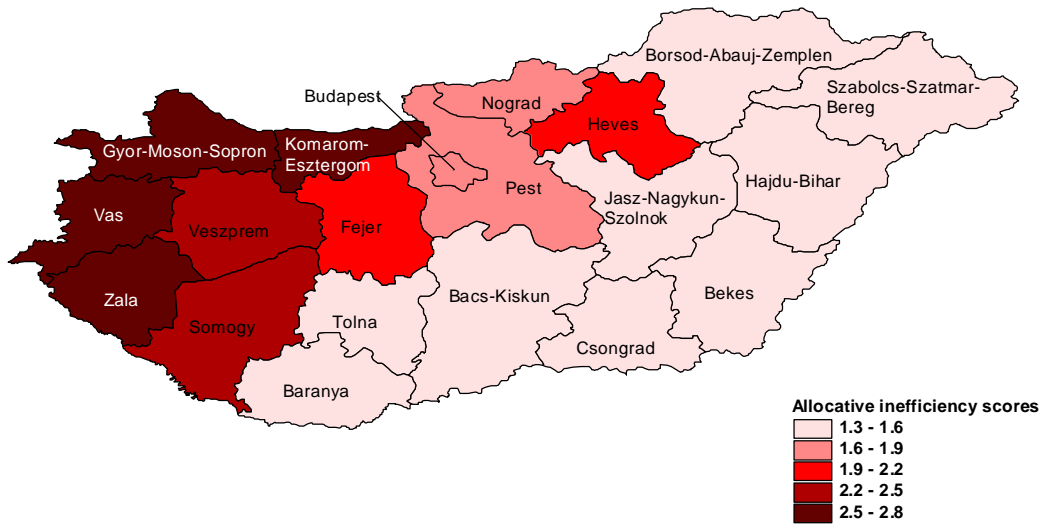 Borsod-Abauj-Zemplen
Szabolcs-Szatmar-
Bereg
Budapest
Nograd
Heves
Gyor-Moson-Sopron
Komarom-
Esztergom
Hajdu-Bihar
Pest
Jasz-Nagykun-
Szolnok
Vas
Veszprem
Fejer
Zala
Bacs-Kiskun
Bekes
Somogy
Tolna
Csongrad
Baranya
Allocative inefficiency scores
1.3 - 1.6
1.6 - 1.9
1.9 - 2.2
2.2 - 2.5
2.5 - 2.8